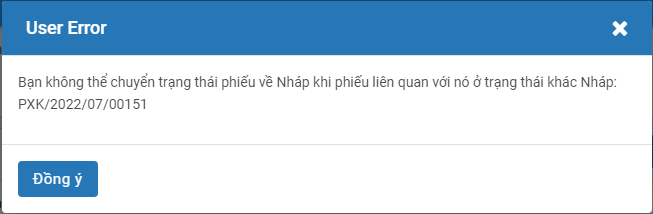 User Error
Bạn không thể chuyển trạng thái phiếu về Nháp khi phiếu liên quan với nó ở trạng thái khác Nháp:
PXK/2022/07/00151
Đồng ý